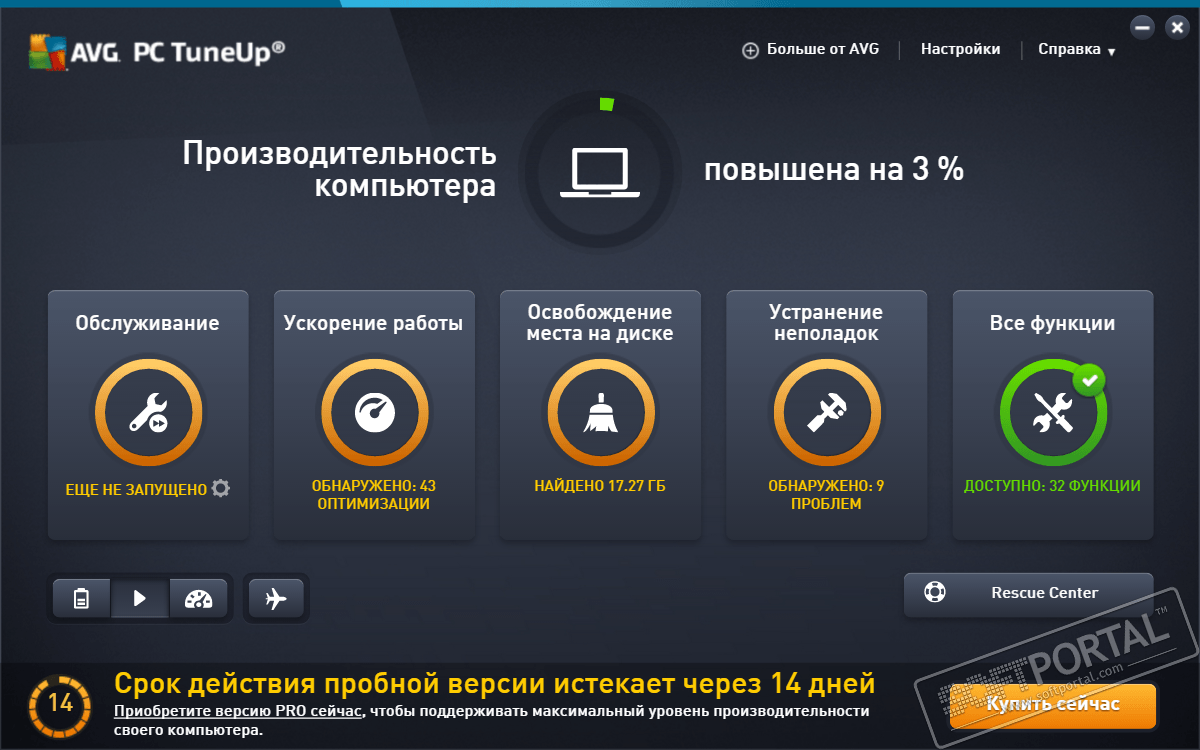 AVG. PC TuneUp®
Больше от AVG
Настройки
Справка
Производительность
компьютера
повышена на 3 %
Обслуживание
ЕЩЕ НЕ ЗАПУЩЕНО
Ускорение работы
ОБНАРУЖЕНО: 43
ОПТИМИЗАЦИИ
Освобождение
места на диске
НАЙДЕНО 17.27 ГБ
Устранение
неполадок
ОБНАРУЖЕНО: 9
ПРОБЛЕМ
Все функции
ДОСТУПНО: 32 ФУНКЦИИ
Rescue Center
14
Срок действия пробной версии истекает через 14 дней
Приобретите версию PRO сейчас, чтобы поддерживать максимальный уровень производительности
своего компьютера.
Купить сейчас
SOFTPORTAL™
www.softportal.com